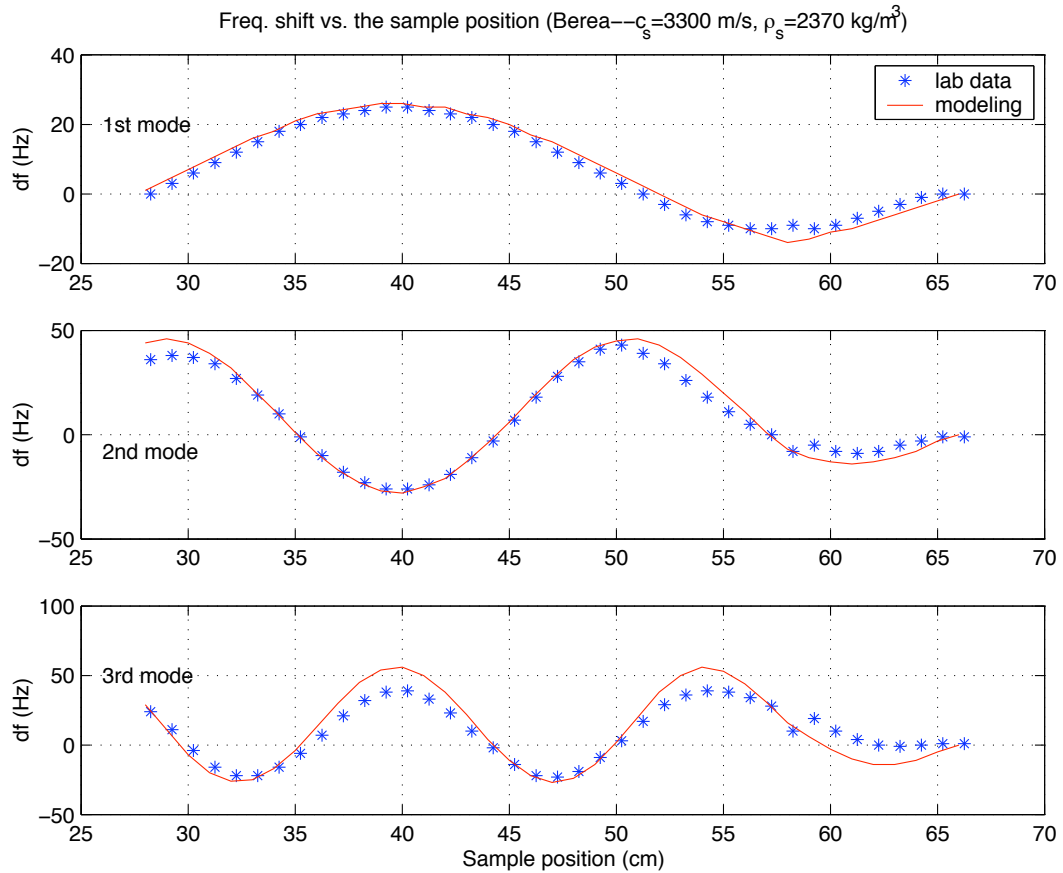 Freq. shift vs. the sample position (Berea−−c_s=3300 m/s, ρ_s=2370 kg/m^3)
40
20
0
−20
df (Hz)
1st mode
lab data
modeling
25 30 35 40 45 50 55 60 65 70
50
0
−50
df (Hz)
2nd mode
25 30 35 40 45 50 55 60 65 70
100
50
0
−50
df (Hz)
3rd mode
25 30 35 40 45 50 55 60 65 70
Sample position (cm)